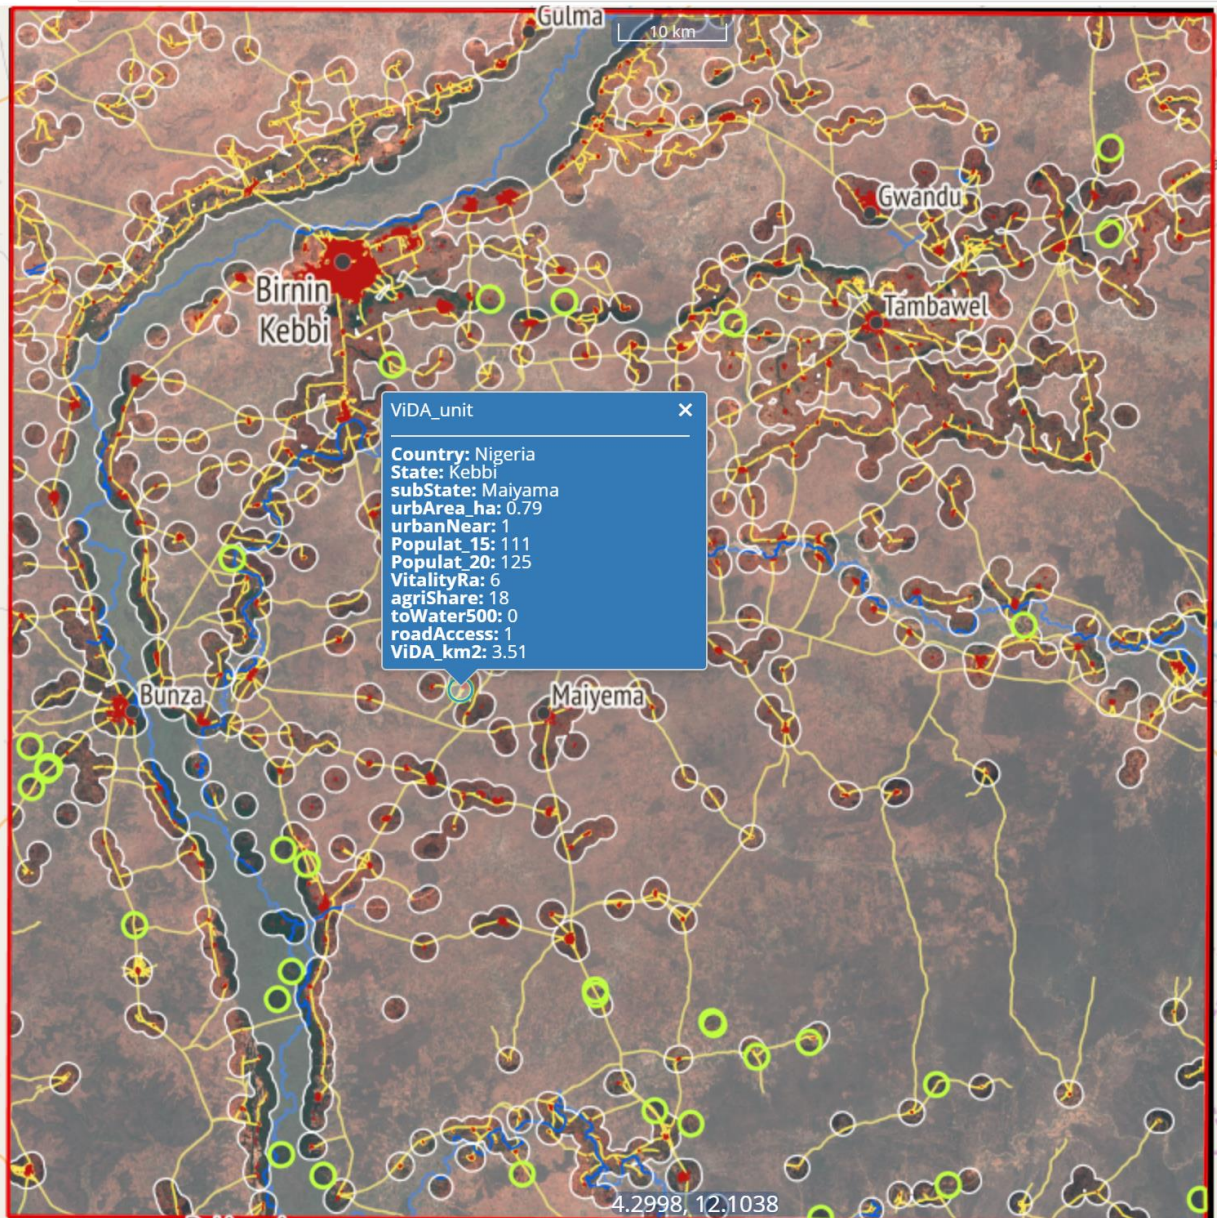 Gulma
10 km
Gwandu
Birnin
Kebbi
Tambawel
ViDA_unit ✕
Country: Nigeria
State: Kebbi
subState: Maiyama
urbArea_ha: 0.79
urbanNear: 1
Populat_15: 111
Populat_20: 125
VitalityRa: 6
agriShare: 18
toWater500: 0
roadAccess: 1
ViDA_km2: 3.51
Bunza
Maiyema
4.2998, 12.1038